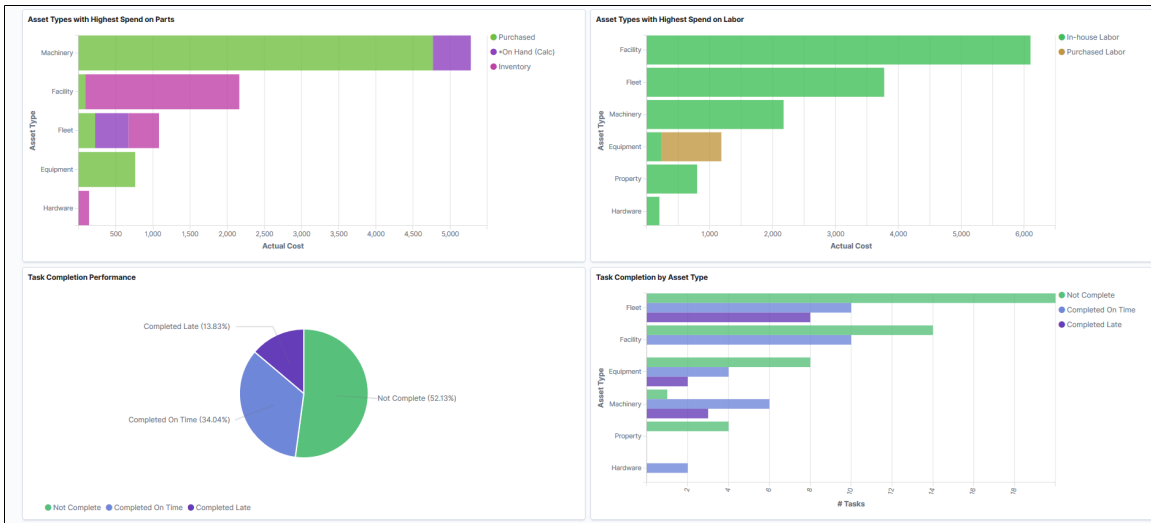 Asset Types with Highest Spend on Parts
Machinery
Facility
Fleet
Equipment
Hardware
Asset Type
500 1,000 1,500 2,000 2,500 3,000 3,500 4,000 4,500 5,000
Actual Cost
Purchased
*On Hand (Calc)
Inventory
Asset Types with Highest Spend on Labor
Facility
Fleet
Machinery
Equipment
Property
Hardware
Asset Type
1,000 2,000 3,000 4,000 5,000 6,000
Actual Cost
In-house Labor
Purchased Labor
Task Completion Performance
Completed Late (13.83%)
Not Complete (52.13%)
Completed On Time (34.04%)
Not Complete Completed On Time Completed Late
Task Completion by Asset Type
Fleet
Facility
Equipment
Machinery
Property
Hardware
Asset Type
2 4 6 8 10 12 14 16 18
# Tasks
Not Complete
Completed On Time
Completed Late